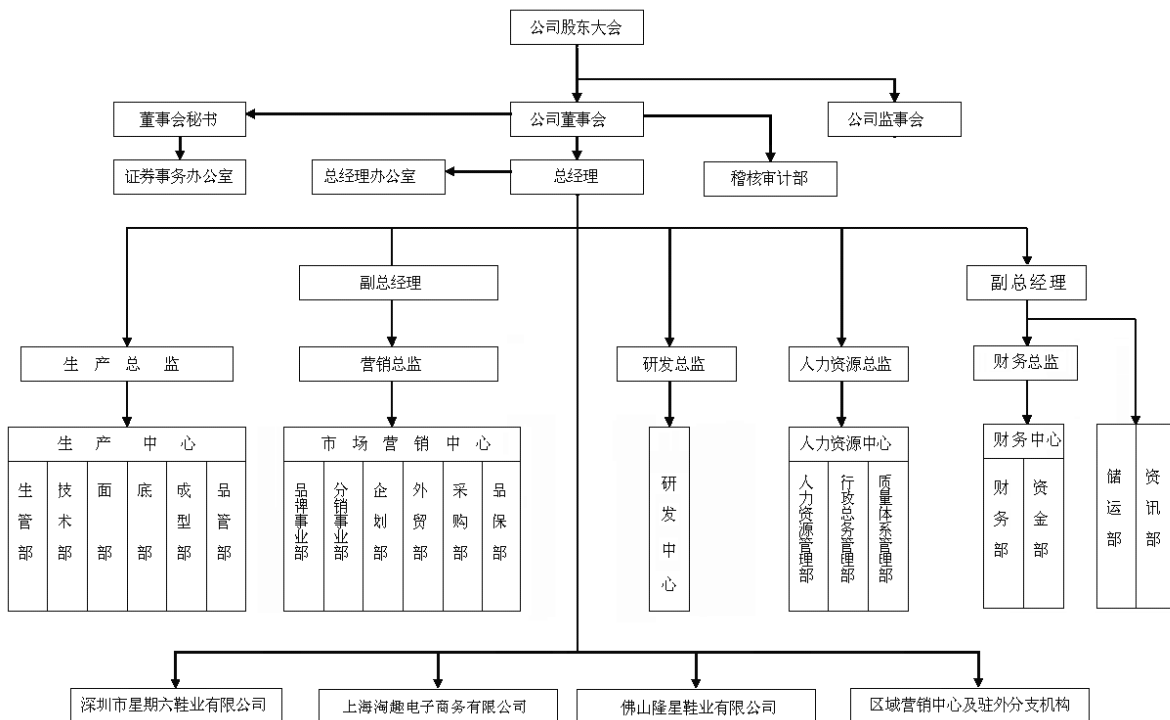 公司股东大会
董事会秘书
公司董事会
公司监事会
证券事务办公室
总经理办公室
总经理
稽核审计部
副总经理
副总经理
生产总监
营销总监
研发总监
人力资源总监
财务总监
生产中心
市场营销中心
人力资源中心
财务中心
生管部
技术部
面部
底部
成型部
品管部
品牌事业部
分销事业部
企划部
外贸部
采购部
品保部
研发中心
人力资源管理部
行政总务管理部
质量体系管理部
财务部
资金部
储运部
资讯部
深圳市星期六鞋业有限公司
上海淘趣电子商务有限公司
佛山隆星鞋业有限公司
区域营销中心及驻外分支机构